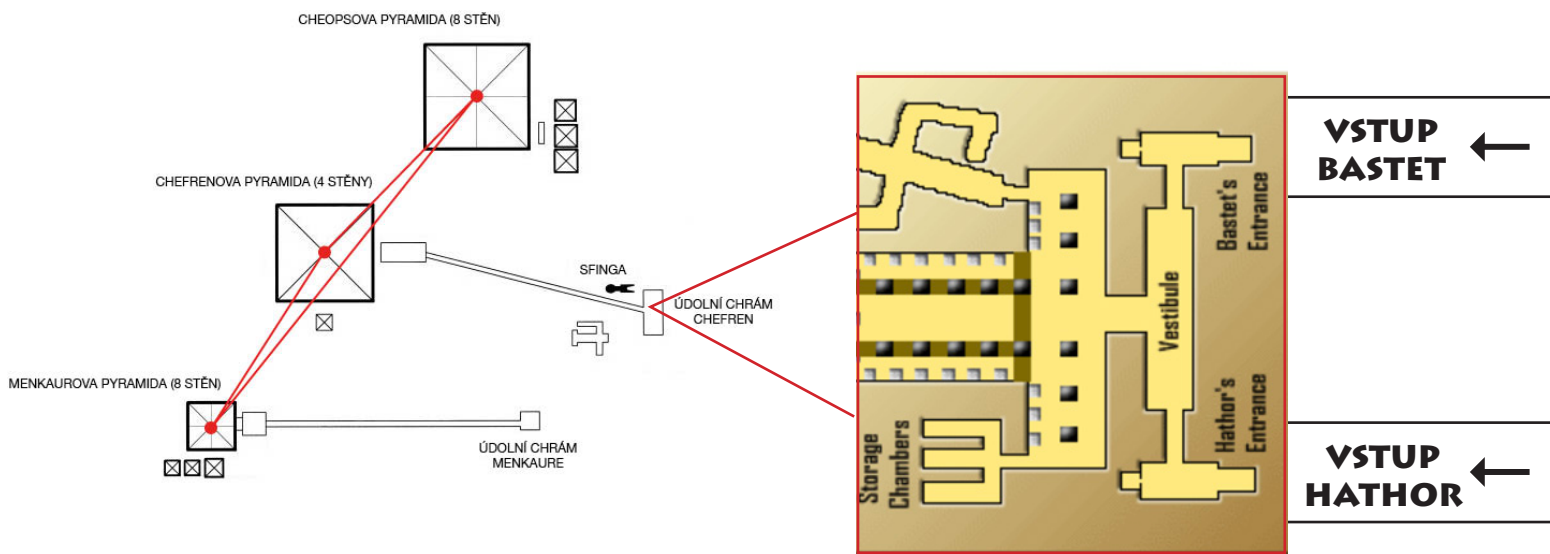 CHEOPSOVA PYRAMIDA (8 STĚN)
CHEFRENOVA PYRAMIDA (4 STĚNY)
SFINGA
ÚDOLNÍ CHRÁM
CHEFREN
MENKAUROVA PYRAMIDA (8 STĚN)
ÚDOLNÍ CHRÁM
MENKAURE
Storage
Chambers
Vestibule
Bastet's
Entrance
Hathor's
Entrance
VSTUP
BASTET
VSTUP
HATHOR